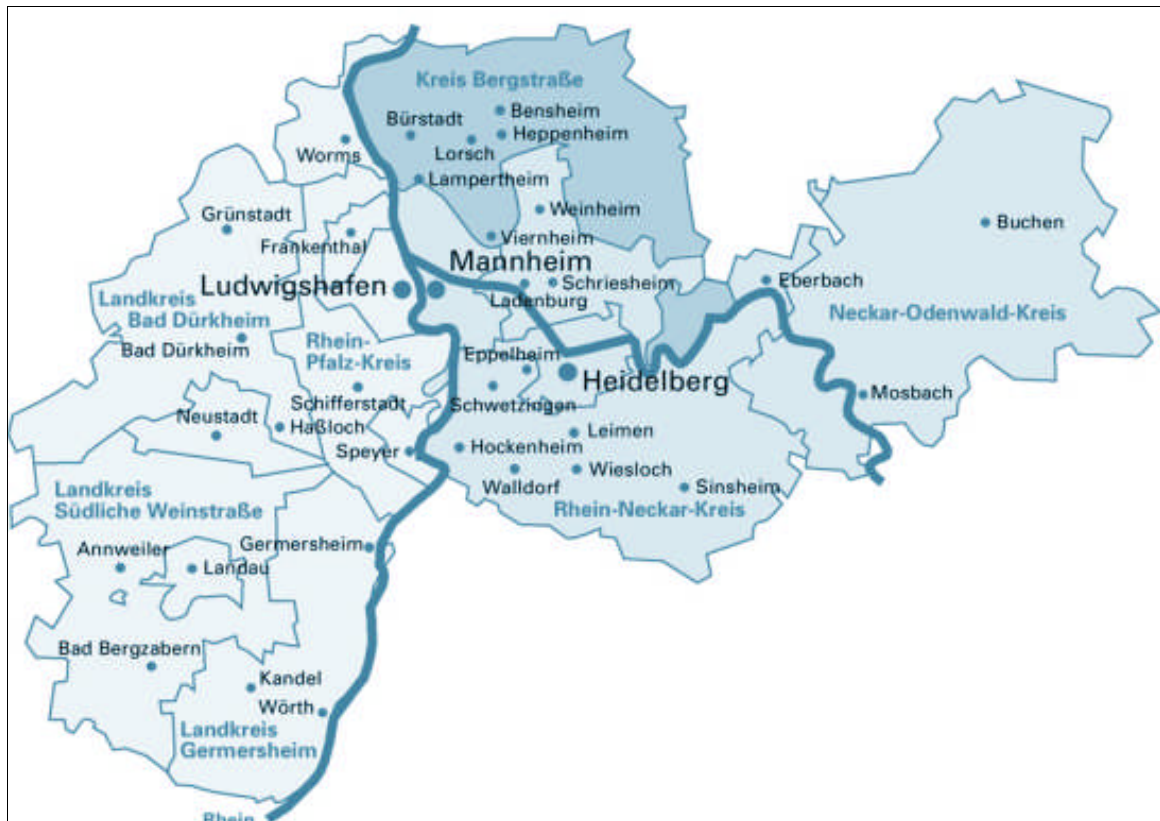 Kreis Bergstraße
Bensheim
Bürstadt
Heppenheim
Lorsch
Worms
Lampertheim
Weinheim
Grünstadt
Frankenthal
Viernheim
Buchen
Mannheim
Ludwigshafen
Schriesheim
Ladenburg
Eberbach
Landkreis
Bad Dürkheim
Neckar-Odenwald-Kreis
Bad Dürkheim
Rhein-
Pfalz-Kreis
Eppelheim
Heidelberg
Mosbach
Schifferstadt
Schwetzingen
Neustadt
Haßloch
Leimen
Speyer
Hockenheim
Wiesloch
Walldorf
Sinsheim
Landkreis
Südliche Weinstraße
Rhein-Neckar-Kreis
Germersheim
Annweiler
Landau
Bad Bergzabern
Kandel
Wörth
Landkreis
Germersheim
Rhein